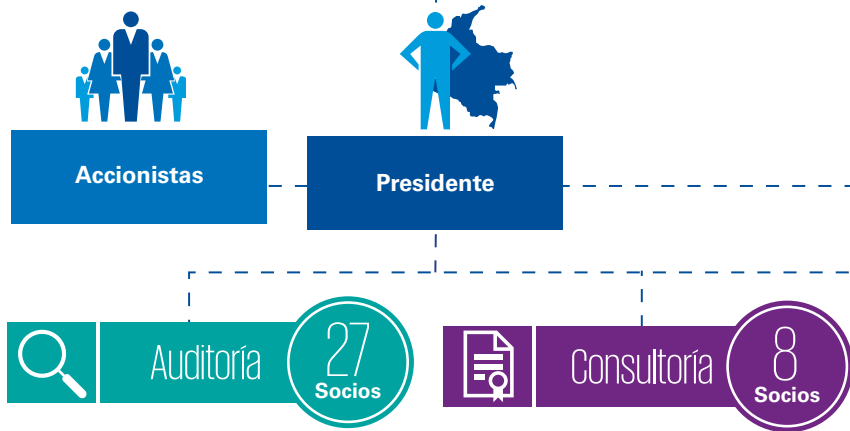 Accionistas
Presidente
Auditoría
27
Socios
Consultoría
8
Socios